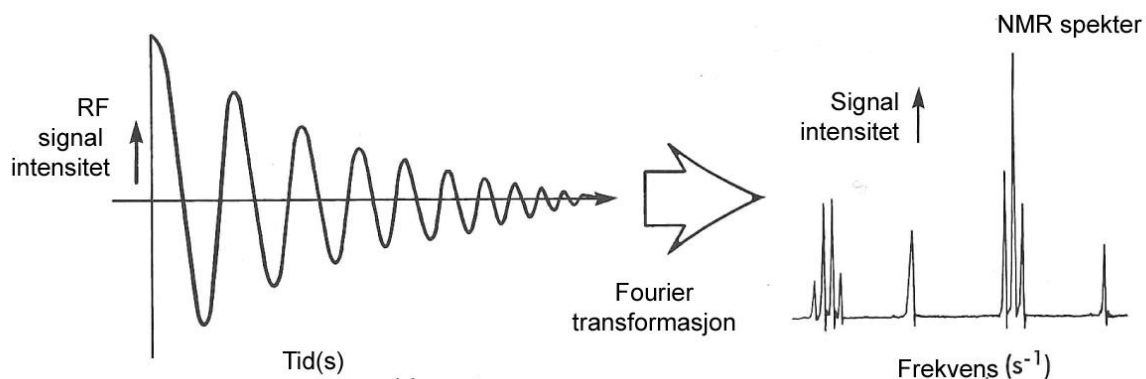 RF
signal
intensitet
Tid(s)
Fourier
transformasjon
NMR spekter
Signal
intensitet
Frekvens (s⁻¹)